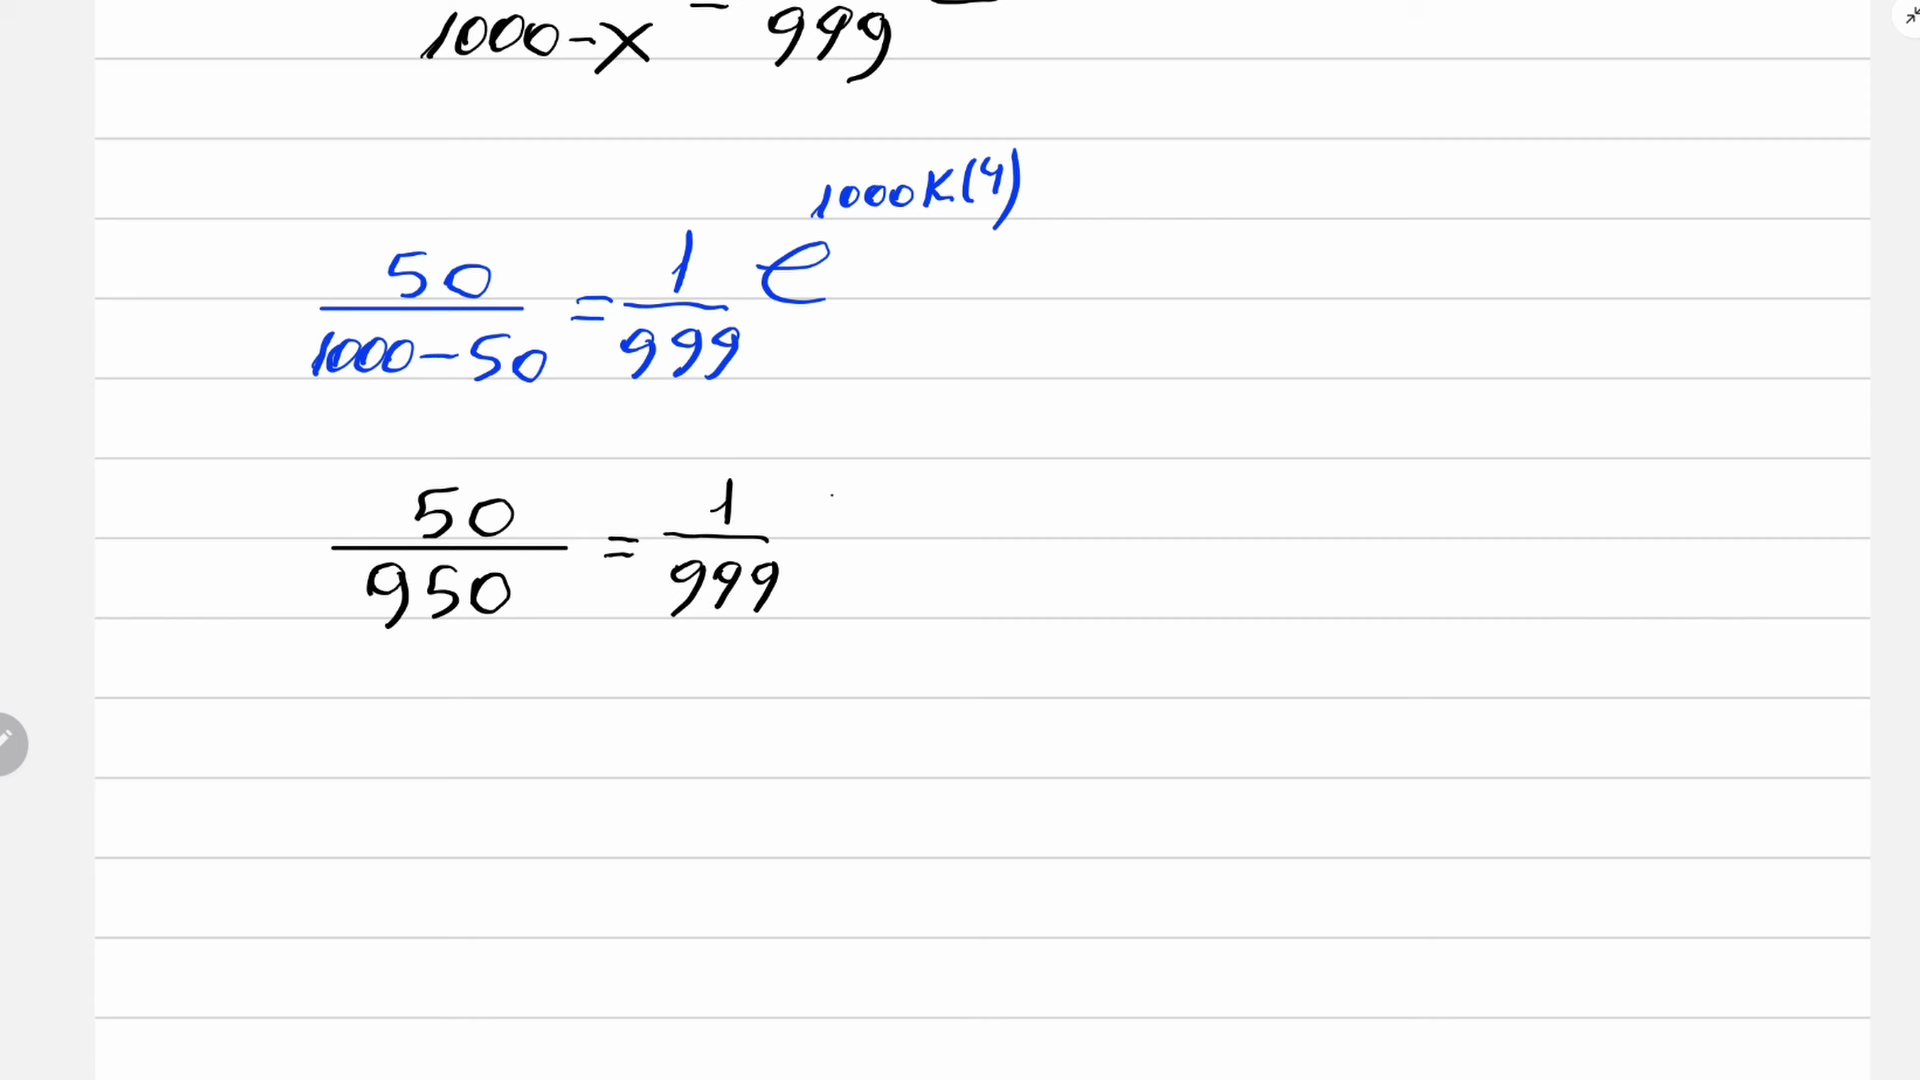 1000-x = 999
50/(1000-50) = 1/999 e^(1000K(4))
50/950 = 1/999